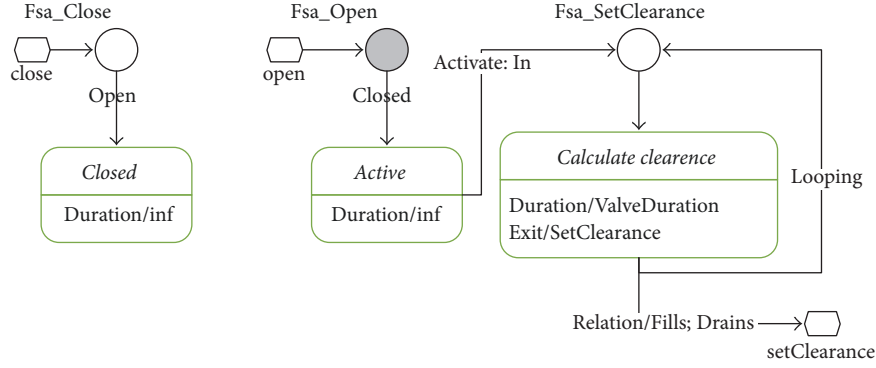 Fsa_Close
close
Open
Closed
Duration/inf
Fsa_Open
open
Closed
Active
Duration/inf
Activate: In
Fsa_SetClearance
Calculate clearence
Duration/ValveDuration
Exit/SetClearance
Looping
Relation/Fills; Drains
setClearance